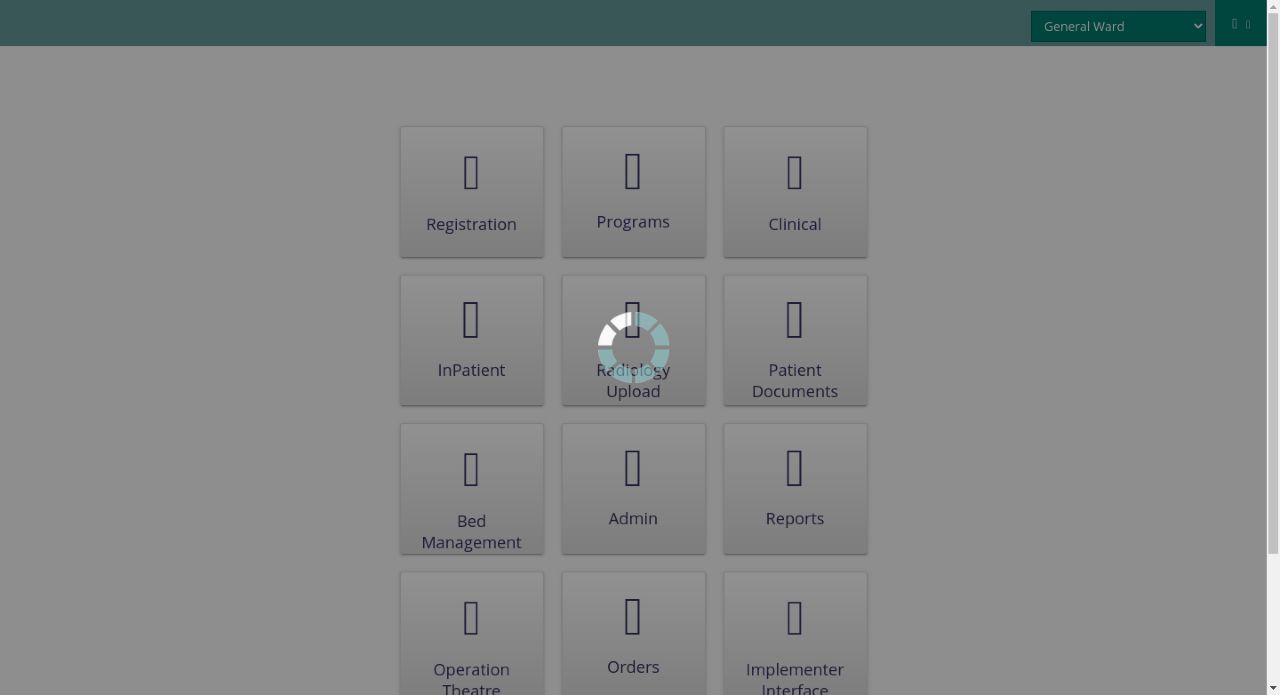 General Ward
Registration
Programs
Clinical
InPatient
Radiology
Upload
Patient
Documents
Bed
Management
Admin
Reports
Operation
Theatre
Orders
Implementer
Interface